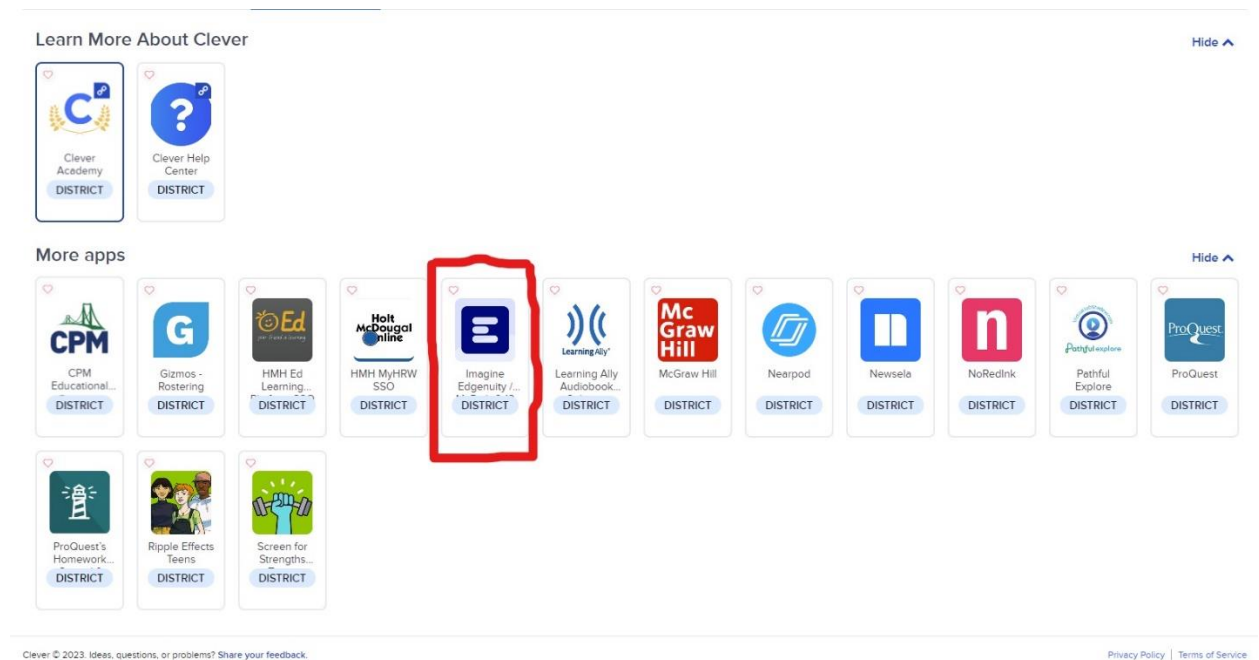 Learn More About Clever
Hide
C
Clever
Academy
DISTRICT
?
Clever Help
Center
DISTRICT
More apps
Hide
CPM
CPM
Educational...
DISTRICT
G
Gizmos -
Rostering
DISTRICT
Ed
HMH Ed
Learning...
DISTRICT
Holt
McDougal
Online
HMH MyHRW
SSO
DISTRICT
E
Imagine
Edgenuity /...
DISTRICT
Learning Ally
Learning Ally
Audiobook...
DISTRICT
Mc
Graw
Hill
McGraw Hill
DISTRICT
Nearpod
DISTRICT
Newsela
DISTRICT
n
NoRedInk
DISTRICT
Pathful explore
Pathful
Explore
DISTRICT
ProQuest
ProQuest
DISTRICT
ProQuest's
Homework...
DISTRICT
Ripple Effects
Teens
DISTRICT
Screen for
Strengths...
DISTRICT
Clever © 2023. Ideas, questions, or problems? Share your feedback.
Privacy Policy | Terms of Service